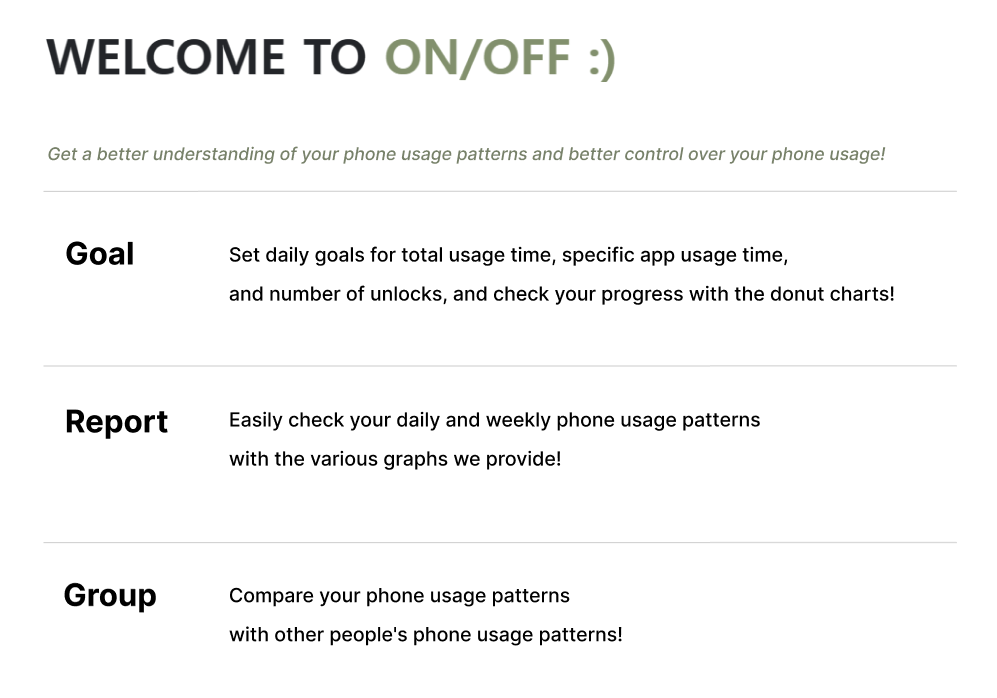 WELCOME TO ON/OFF :)
Get a better understanding of your phone usage patterns and better control over your phone usage!
Goal
Set daily goals for total usage time, specific app usage time,
and number of unlocks, and check your progress with the donut charts!
Report
Easily check your daily and weekly phone usage patterns
with the various graphs we provide!
Group
Compare your phone usage patterns
with other people's phone usage patterns!